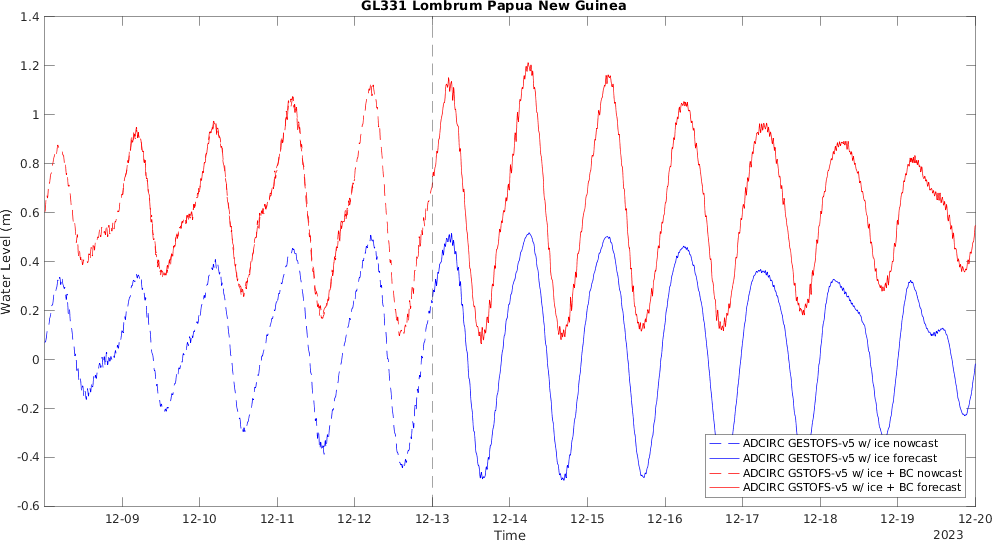 GL331 Lombrum Papua New Guinea
1.4
1.2
1
0.8
0.6
0.4
0.2
0
-0.2
-0.4
-0.6
Water Level (m)
ADCIRC GESTOFS-v5 w/ ice nowcast
ADCIRC GESTOFS-v5 w/ ice forecast
ADCIRC GSTOFS-v5 w/ ice + BC nowcast
ADCIRC GSTOFS-v5 w/ ice + BC forecast
12-09 12-10 12-11 12-12 12-13 12-14 12-15 12-16 12-17 12-18 12-19 12-20
Time
2023